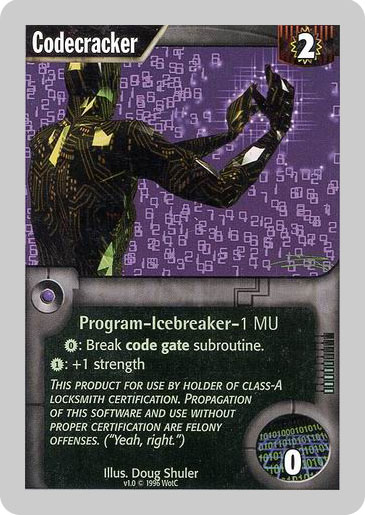 Codecracker
2
Program-Icebreaker-1 MU
0: Break code gate subroutine.
1: +1 strength
THIS PRODUCT FOR USE BY HOLDER OF CLASS-A
LOCKSMITH CERTIFICATION. PROPAGATION
OF THIS SOFTWARE AND USE WITHOUT
PROPER CERTIFICATION ARE FELONY
OFFENSES. ("YEAH, RIGHT.")
0
Illus. Doug Shuler
v1.0 © 1996 WotC